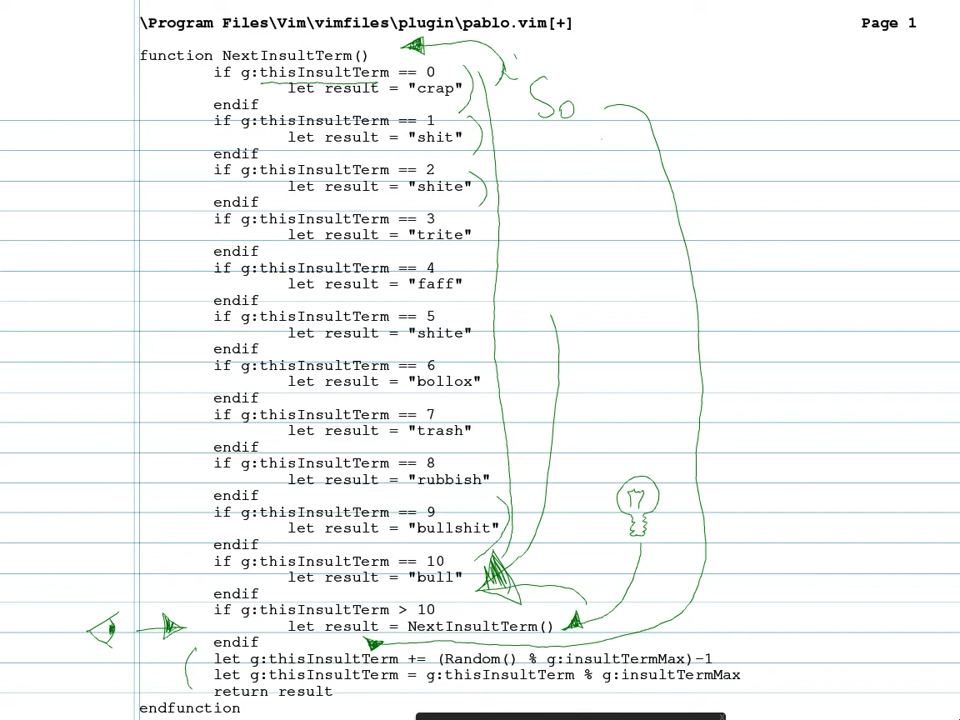 \Program Files\Vim\vimfiles\plugin\pablo.vim[+] Page 1
function NextInsultTerm()
if g:thisInsultTerm == 0
let result = "crap"
endif
So
if g:thisInsultTerm == 1
let result = "shit"
endif
if g:thisInsultTerm == 2
let result = "shite"
endif
if g:thisInsultTerm == 3
let result = "trite"
endif
if g:thisInsultTerm == 4
let result = "faff"
endif
if g:thisInsultTerm == 5
let result = "shite"
endif
if g:thisInsultTerm == 6
let result = "bollox"
endif
if g:thisInsultTerm == 7
let result = "trash"
endif
if g:thisInsultTerm == 8
let result = "rubbish"
endif
if g:thisInsultTerm == 9
let result = "bullshit"
endif
if g:thisInsultTerm == 10
let result = "bull"
endif
if g:thisInsultTerm > 10
let result = NextInsultTerm()
endif
let g:thisInsultTerm += (Random() % g:insultTermMax)-1
let g:thisInsultTerm = g:thisInsultTerm % g:insultTermMax
return result
endfunction